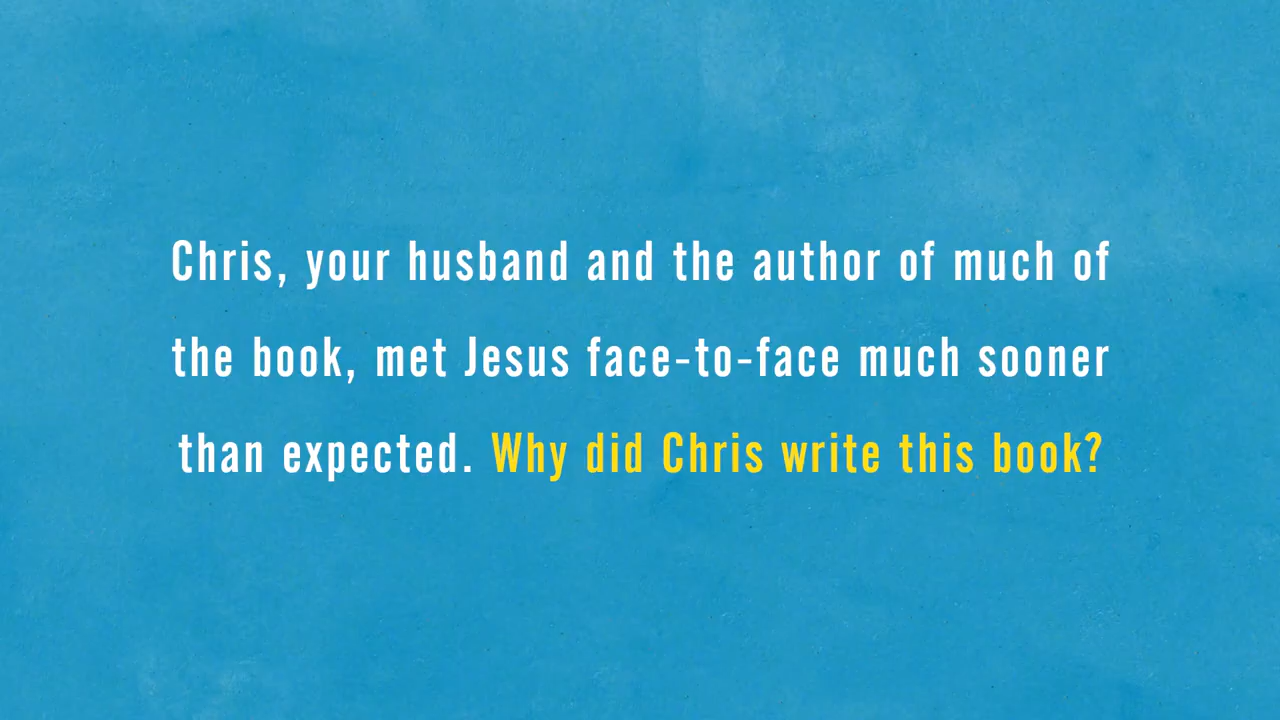 Chris, your husband and the author of much of
the book, met Jesus face-to-face much sooner
than expected. Why did Chris write this book?